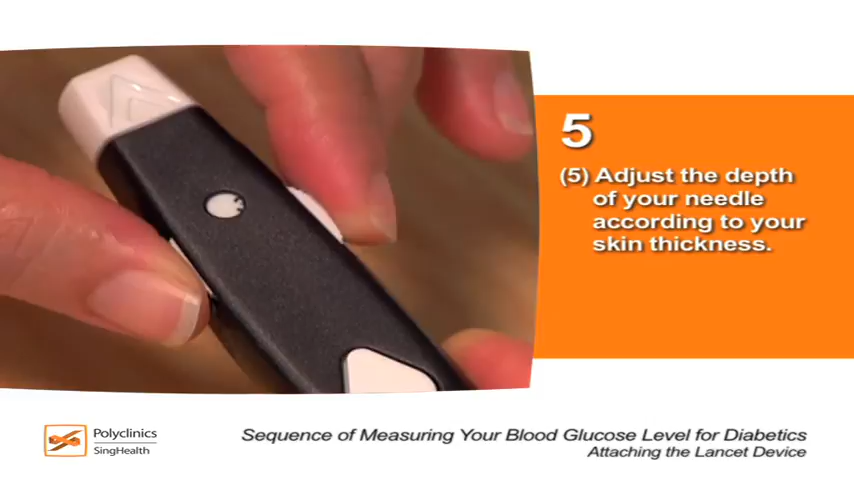 5
(5) Adjust the depth
of your needle
according to your
skin thickness.
Polyclinics
SingHealth
Sequence of Measuring Your Blood Glucose Level for Diabetics
Attaching the Lancet Device